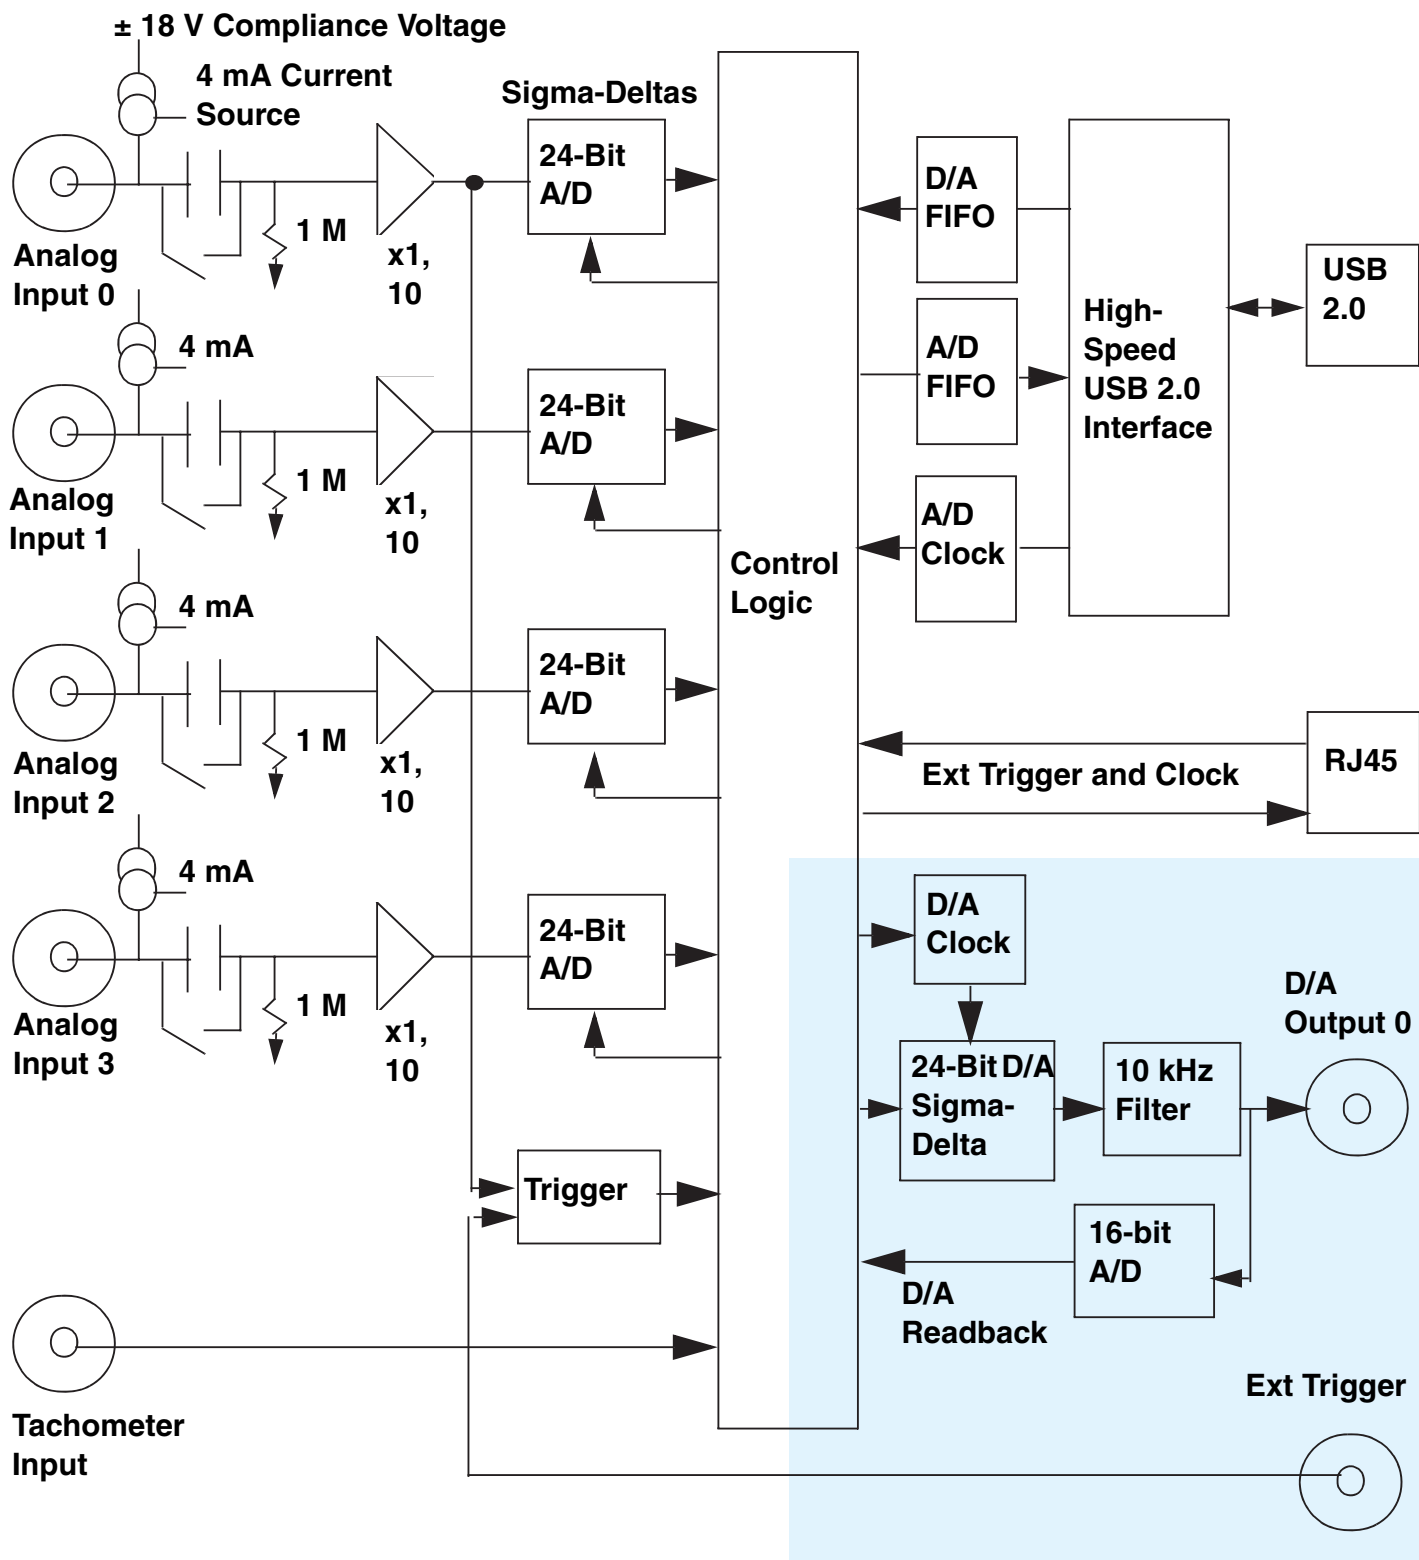 ± 18 V Compliance Voltage
4 mA Current
Source
Sigma-Deltas
24-Bit
A/D
1 M
x1,
10
Analog
Input 0
D/A
FIFO
USB
2.0
High-
Speed
USB 2.0
Interface
A/D
FIFO
4 mA
24-Bit
A/D
1 M
x1,
10
Analog
Input 1
A/D
Clock
Control
Logic
4 mA
24-Bit
A/D
1 M
x1,
10
Analog
Input 2
RJ45
Ext Trigger and Clock
4 mA
24-Bit
A/D
1 M
x1,
10
Analog
Input 3
D/A
Clock
D/A
Output 0
24-Bit D/A
Sigma-
Delta
10 kHz
Filter
Trigger
16-bit
A/D
D/A
Readback
Tachometer
Input
Ext Trigger